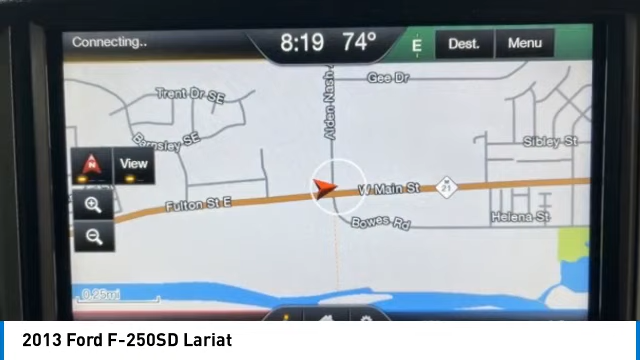 Connecting..
8:19 74°
E
Dest.
Menu
Gee Dr
Trent Dr SE
Alden Nash
Barnsley SE
Sibley St
View
W Main St
21
Fulton St E
Helena St
Bowes Rd
0.25mi
2013 Ford F-250SD Lariat